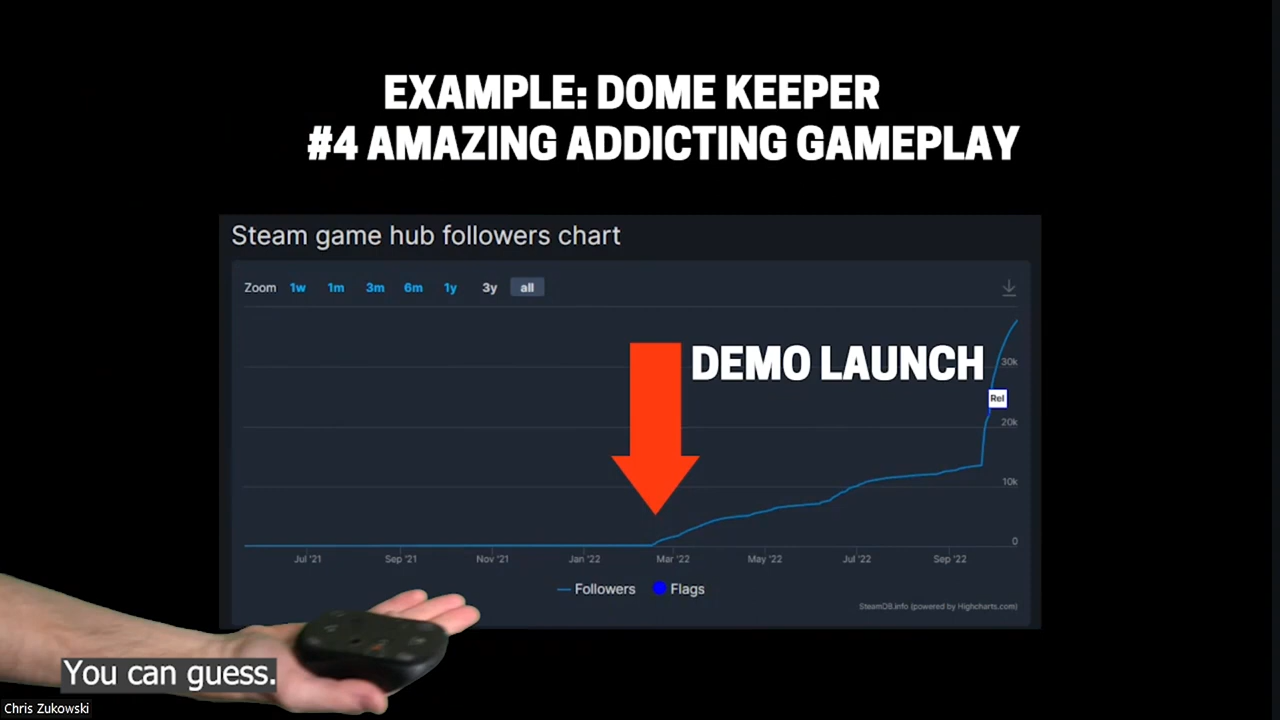 EXAMPLE: DOME KEEPER
#4 AMAZING ADDICTING GAMEPLAY
Steam game hub followers chart
Zoom 1w 1m 3m 6m 1y 3y all
DEMO LAUNCH
30k
Rel
20k
10k
0
Jul '21 Sep '21 Nov '21 Jan '22 Mar '22 May '22 Jul '22 Sep '22
Followers Flags
SteamDB.info (powered by Highcharts.com)
You can guess.
Chris Zukowski